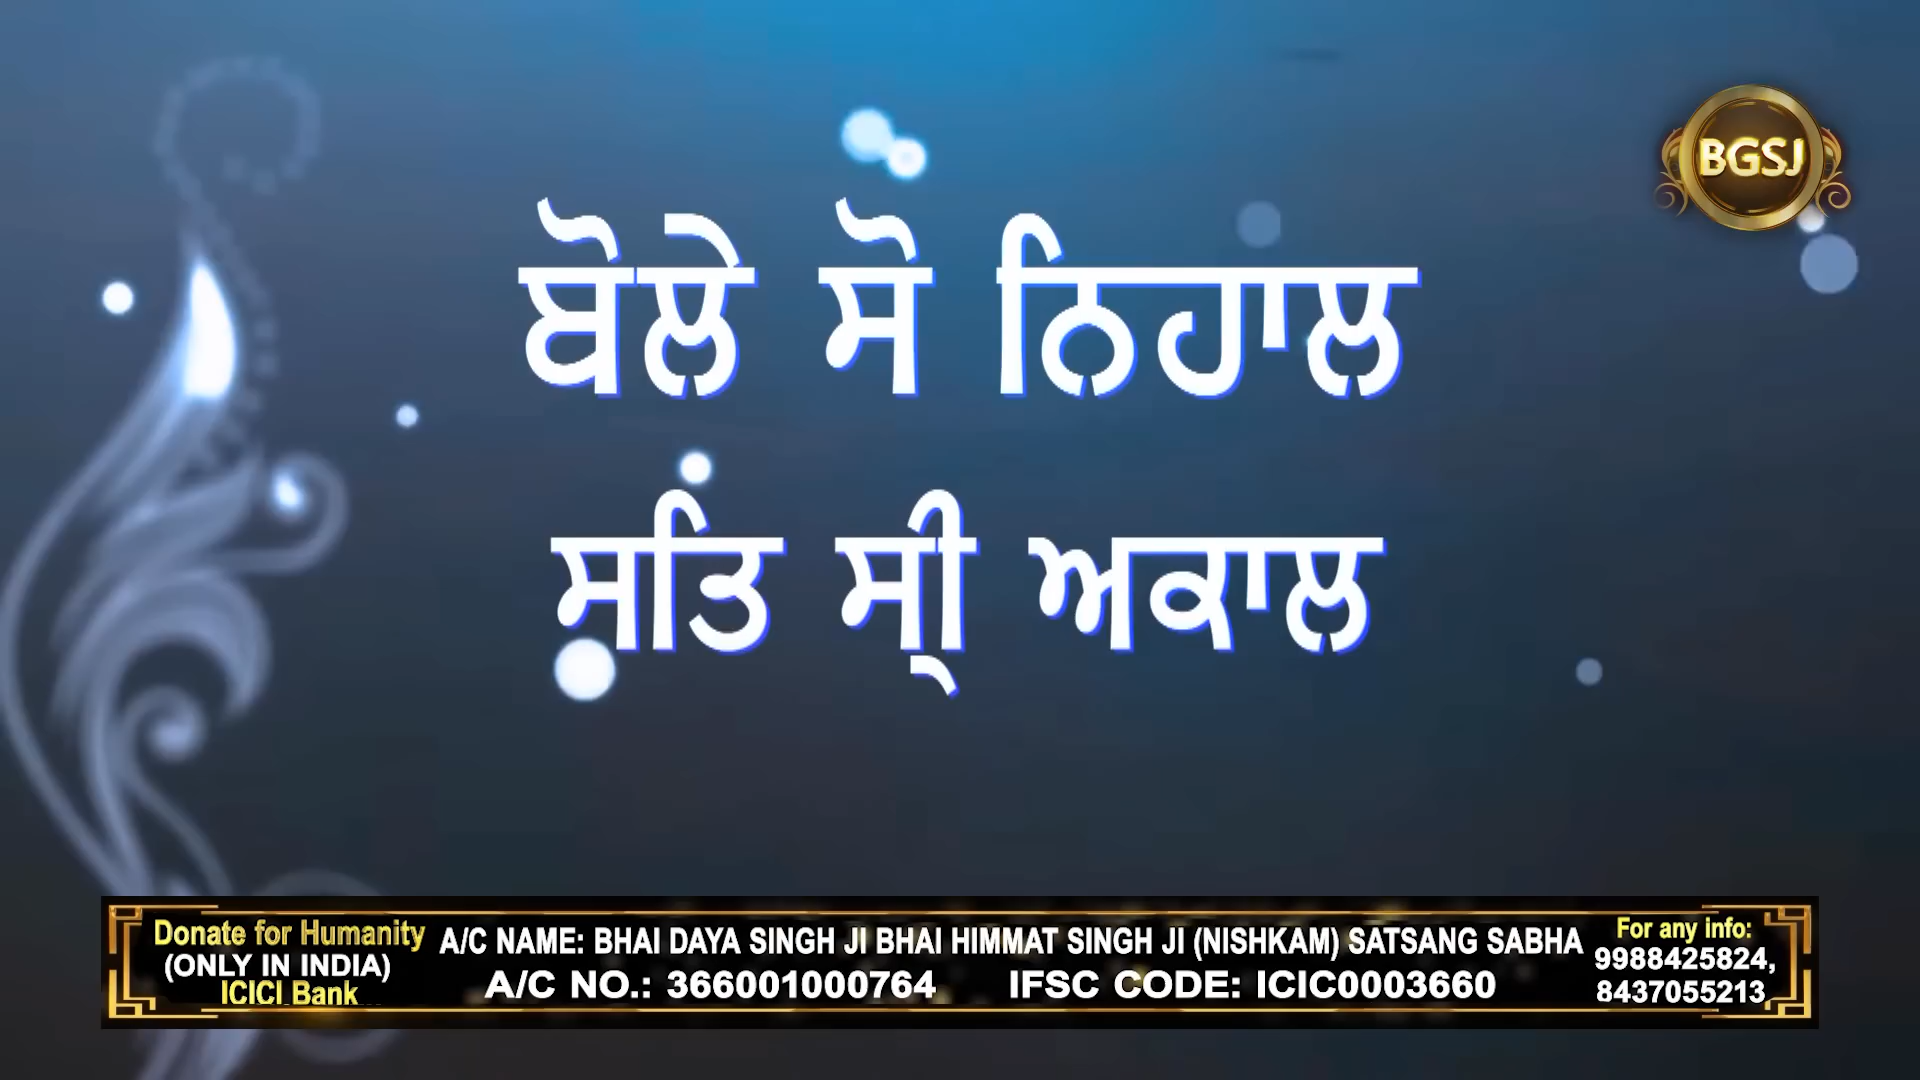 BGSJ
ਬੋਲੇ ਸੋ ਨਿਹਾਲ
ਸਤਿ ਸ੍ਰੀ ਅਕਾਲ
Donate for Humanity
(ONLY IN INDIA)
ICICI Bank
A/C NAME: BHAI DAYA SINGH JI BHAI HIMMAT SINGH JI (NISHKAM) SATSANG SABHA
A/C NO.: 366001000764 IFSC CODE: ICIC0003660
For any info:
9988425824,
8437055213